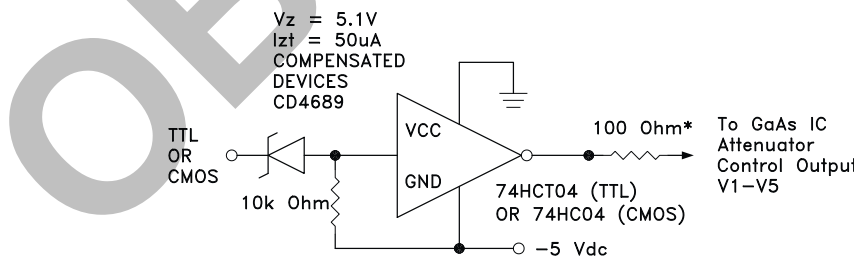 Vz = 5.1V
Izt = 50uA
COMPENSATED
DEVICES
CD4689
TTL
OR
CMOS
10k Ohm
VCC
GND
74HCT04 (TTL)
OR 74HC04 (CMOS)
-5 Vdc
100 Ohm*
To GaAs IC
Attenuator
Control Output
V1-V5